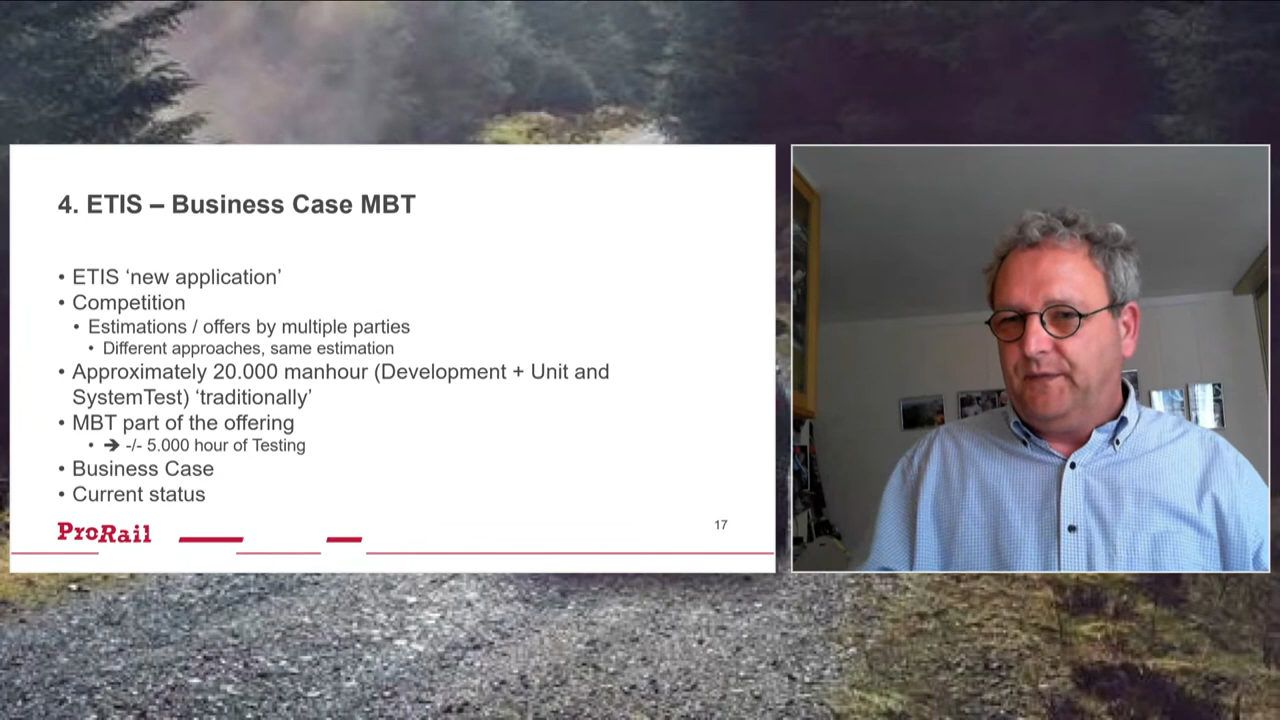 4. ETIS – Business Case MBT
• ETIS ‘new application’
• Competition
• Estimations / offers by multiple parties
• Different approaches, same estimation
• Approximately 20.000 manhour (Development + Unit and
SystemTest) ‘traditionally’
• MBT part of the offering
• ➔ -/- 5.000 hour of Testing
• Business Case
• Current status
ProRail
17